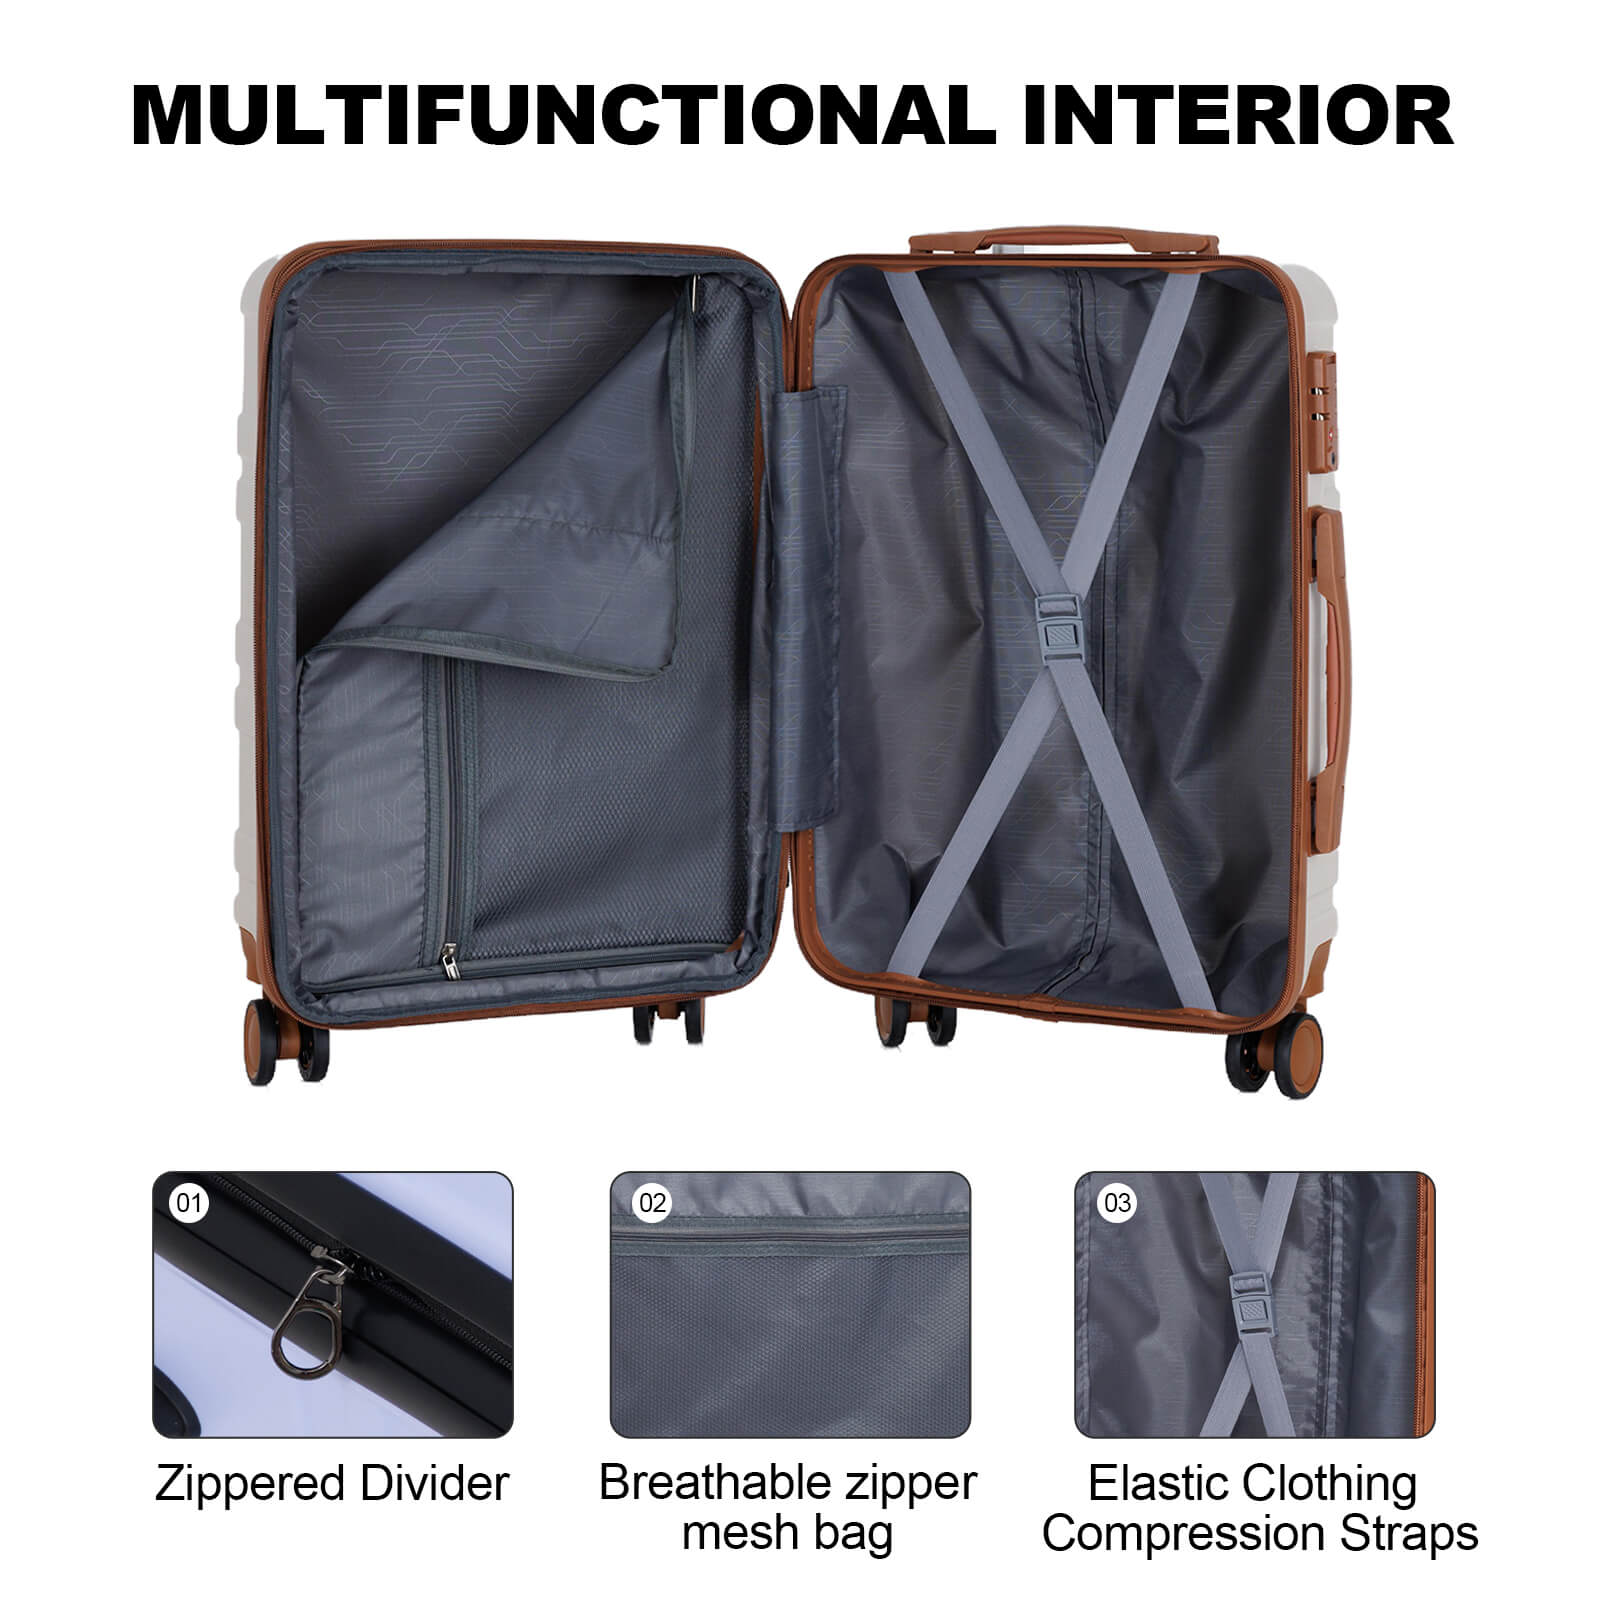 MULTIFUNCTIONAL INTERIOR
01
02
03
Zippered Divider
Breathable zipper
mesh bag
Elastic Clothing
Compression Straps